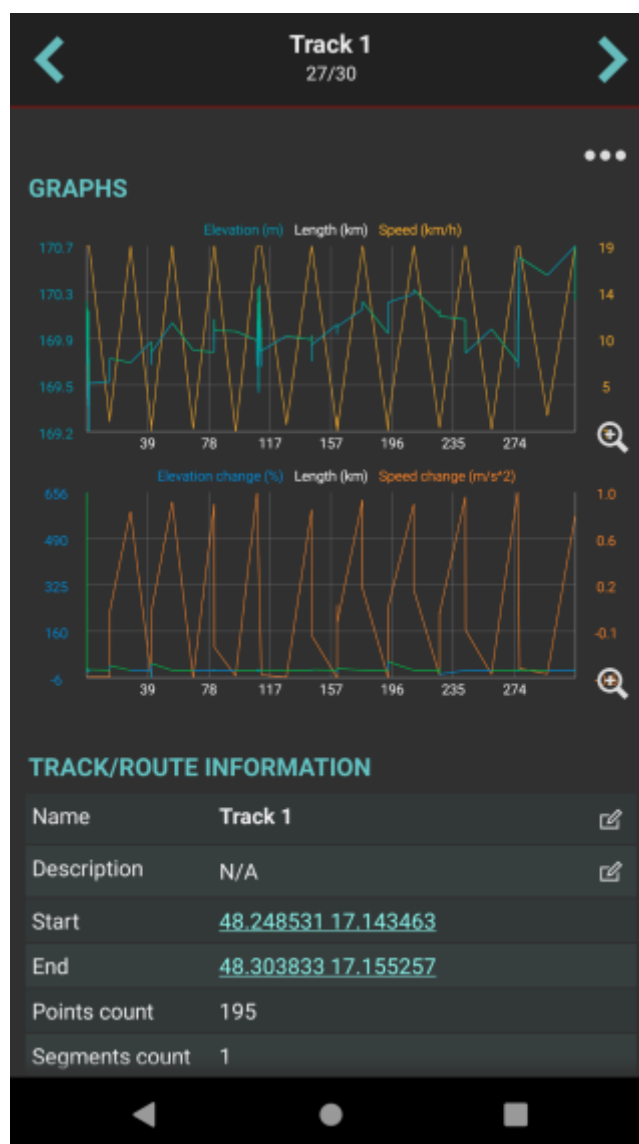 Track 1
27/30
GRAPHS
Elevation (m) Length (km) Speed (km/h)
170.7 19
170.3 14
169.9 10
169.5 5
169.2
39 78 117 157 196 235 274
Elevation change (%) Length (km) Speed change (m/s^2)
656 1.0
490 0.6
325 0.2
160 -0.1
-6
39 78 117 157 196 235 274
TRACK/ROUTE INFORMATION
Name Track 1
Description N/A
Start 48.248531 17.143463
End 48.303833 17.155257
Points count 195
Segments count 1